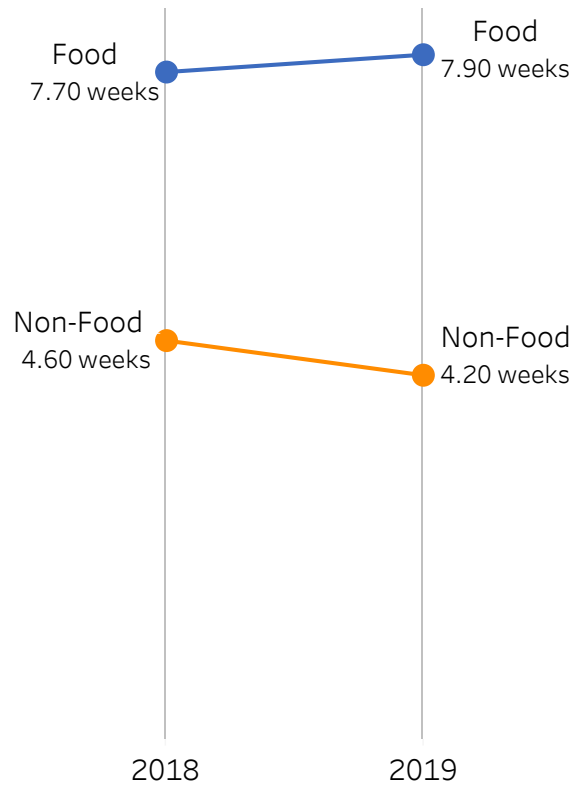 Food
7.70 weeks
Food
7.90 weeks
Non-Food
4.60 weeks
Non-Food
4.20 weeks
2018
2019